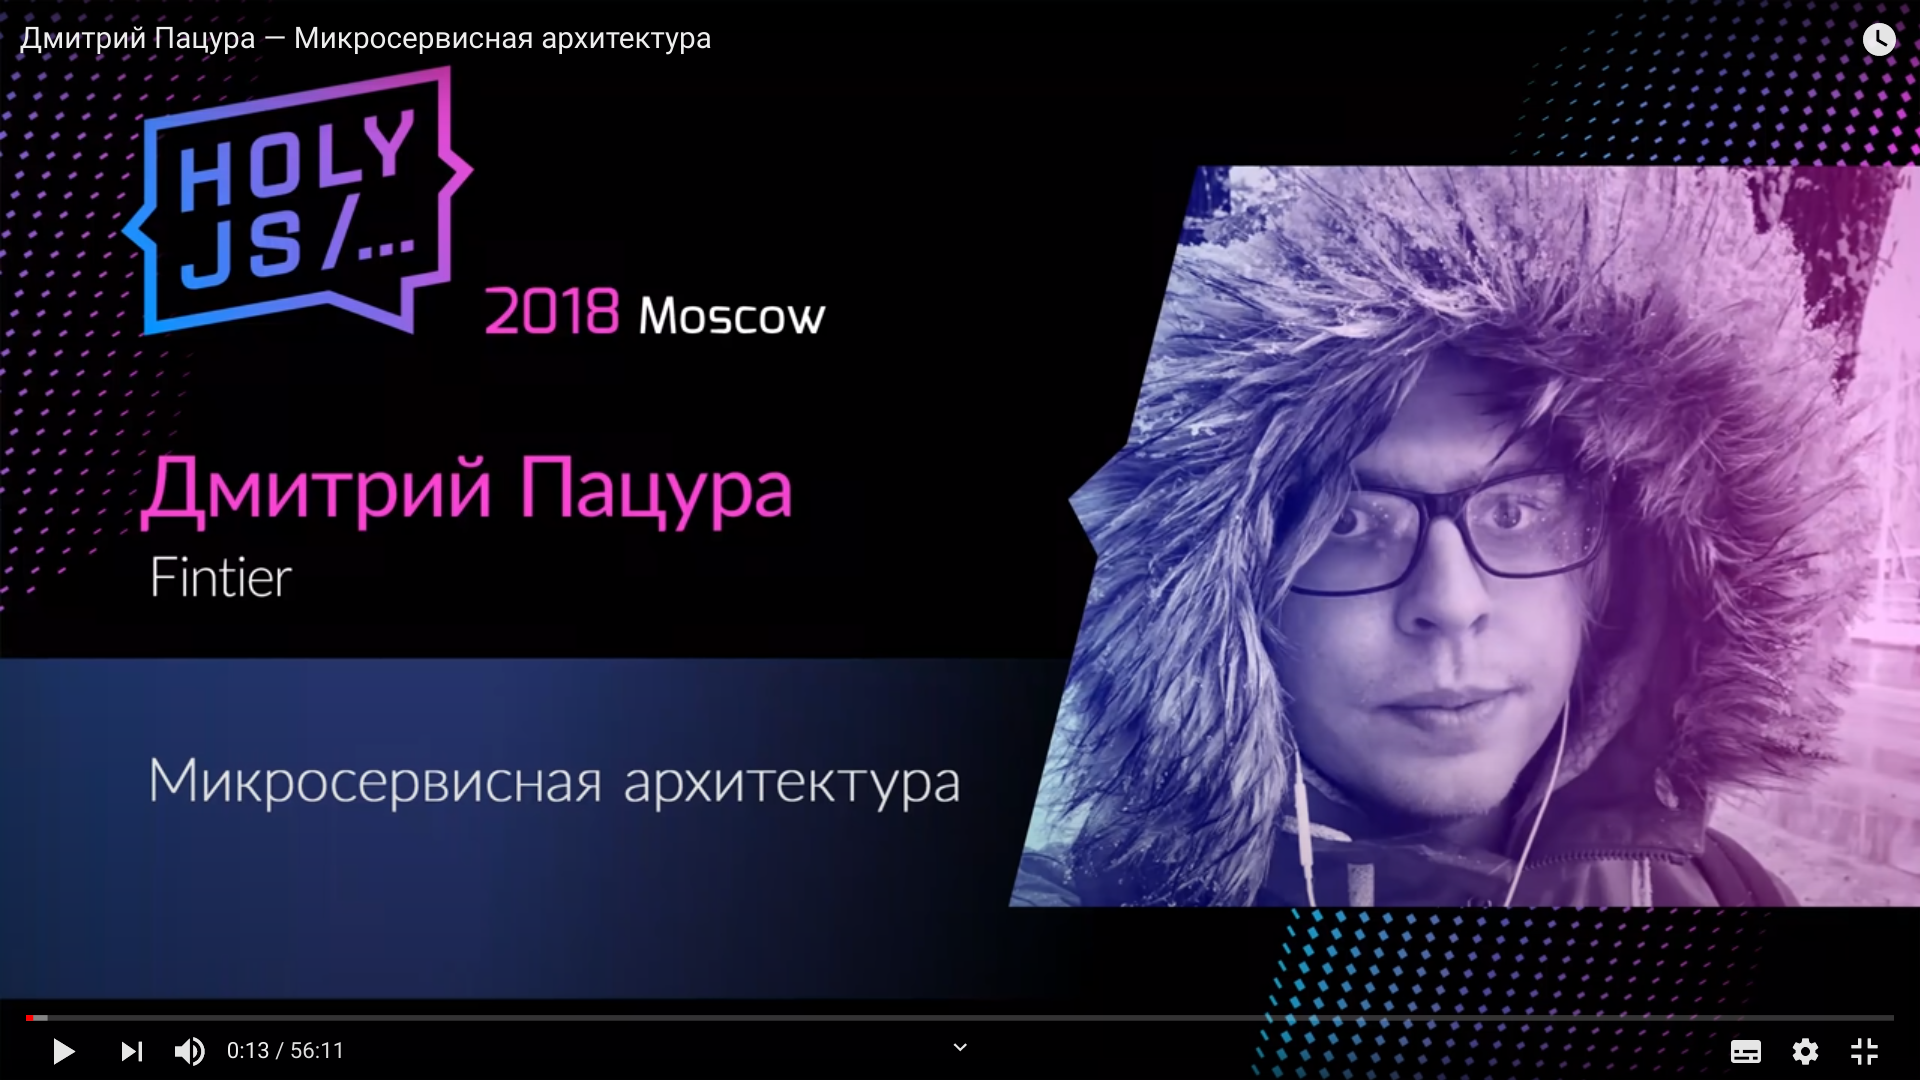 Дмитрий Пацура — Микросервисная архитектура
HOLY
JS/...
2018 Moscow
Дмитрий Пацура
Fintier
Микросервисная архитектура
0:13 / 56:11